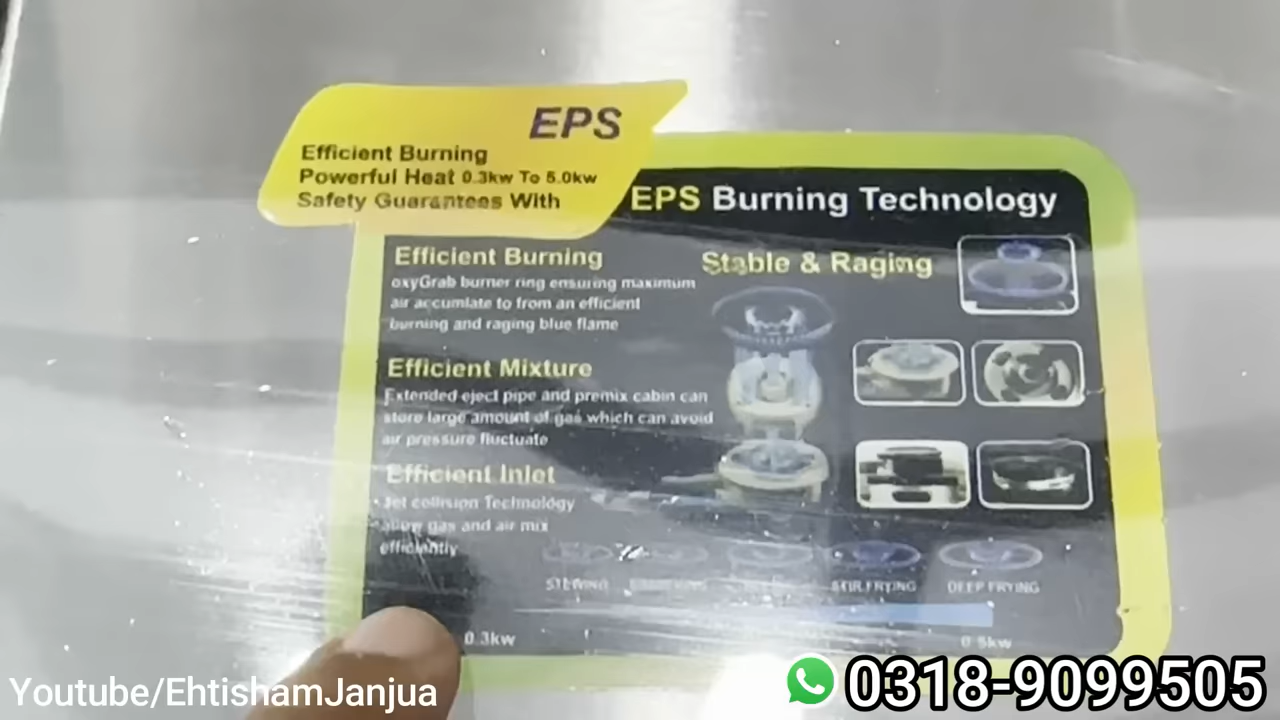 EPS
Efficient Burning
Powerful Heat 0.3kw To 5.0kw
Safety Guarantees With
EPS Burning Technology
Efficient Burning
oxyGrab burner ring ensuring maximum
air accumlate to from an efficient
burning and raging blue flame
Stable & Raging
Efficient Mixture
Extended eject pipe and premix cabin can
store large amount of gas which can avoid
air pressure fluctuate
Efficient Inlet
Jet collision Technology
allow gas and air mix
efficiently
STEWING
STIR.FRYING
DEEP FRYING
0.3kw
0.5kw
Youtube/EhtishamJanjua
0318-9099505